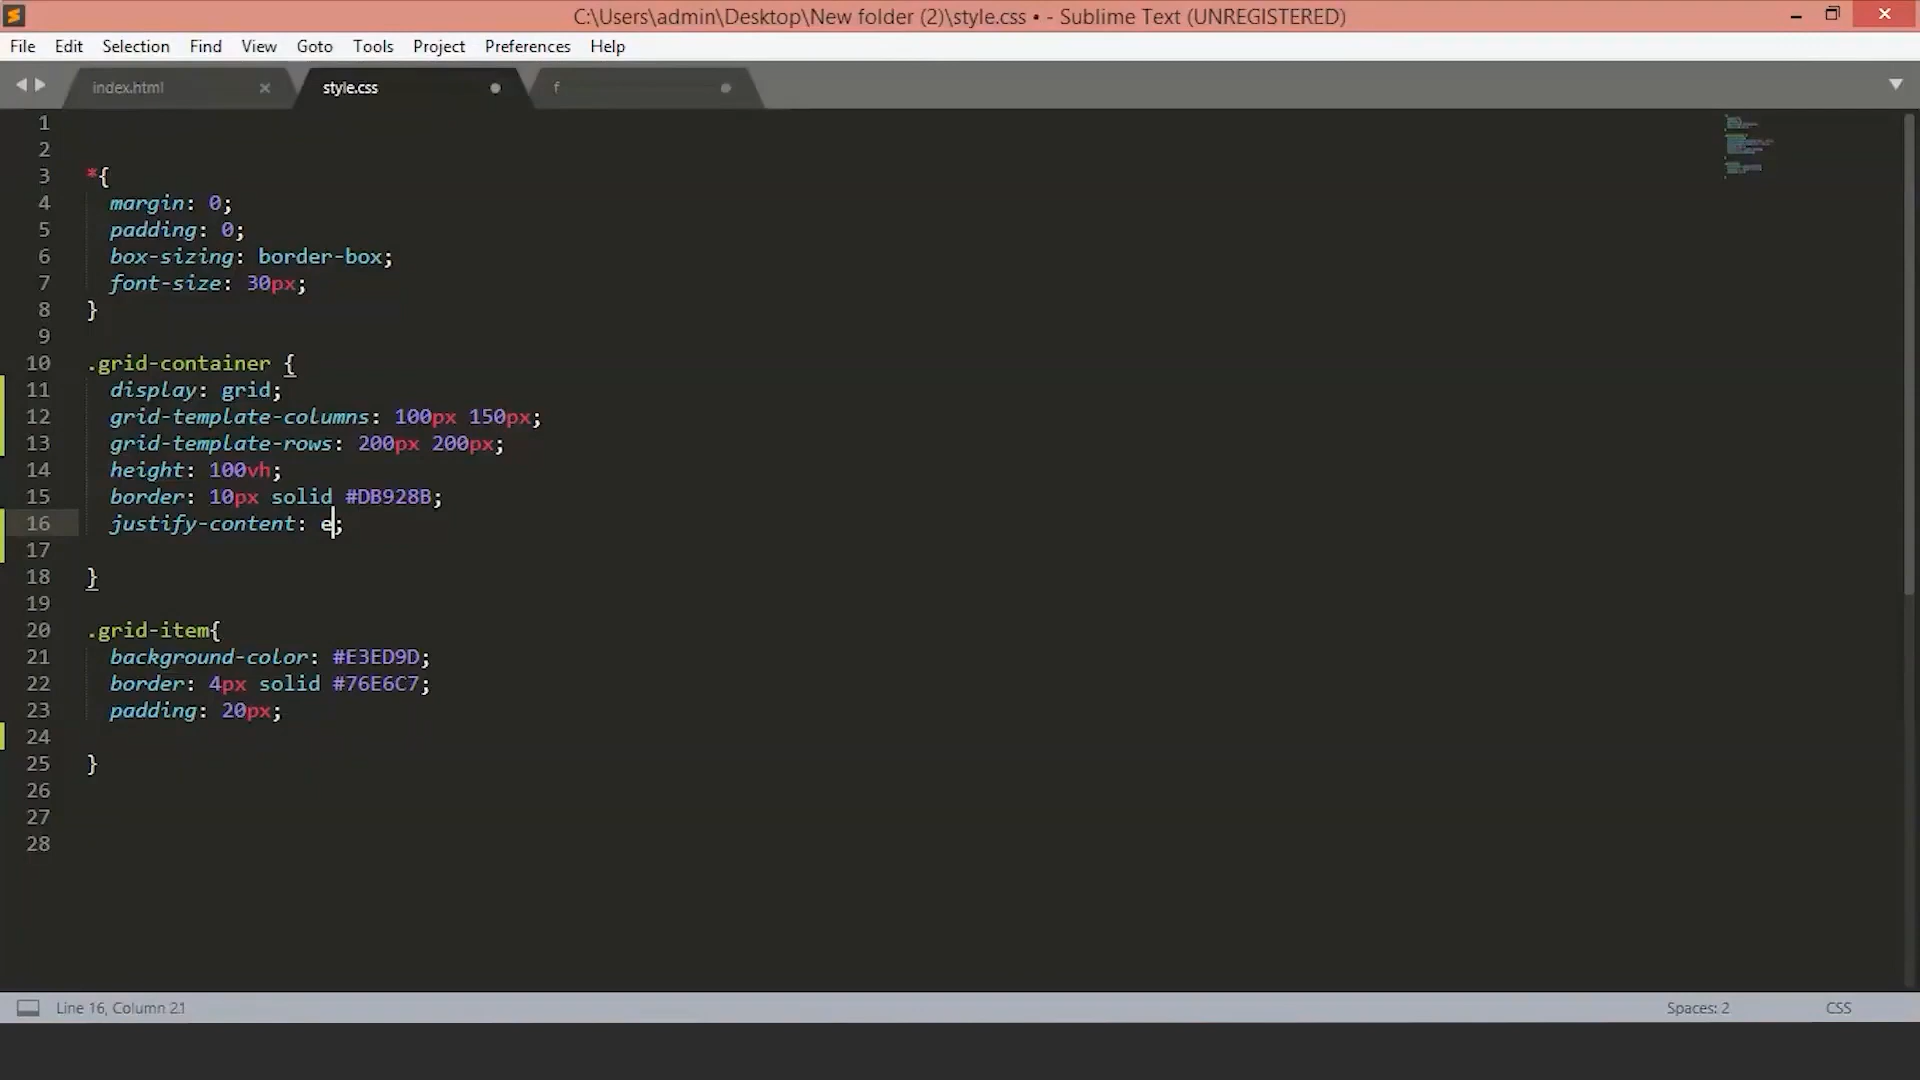 C:\Users\admin\Desktop\New folder (2)\style.css • - Sublime Text (UNREGISTERED)
File Edit Selection Find View Goto Tools Project Preferences Help
index.html style.css f
1
2
3 *{
4 margin: 0;
5 padding: 0;
6 box-sizing: border-box;
7 font-size: 30px;
8 }
9
10 .grid-container {
11 display: grid;
12 grid-template-columns: 100px 150px;
13 grid-template-rows: 200px 200px;
14 height: 100vh;
15 border: 10px solid #DB928B;
16 justify-content: e;
17
18 }
19
20 .grid-item{
21 background-color: #E3ED9D;
22 border: 4px solid #76E6C7;
23 padding: 20px;
24
25 }
26
27
28
Line 16, Column 21 Spaces: 2 CSS